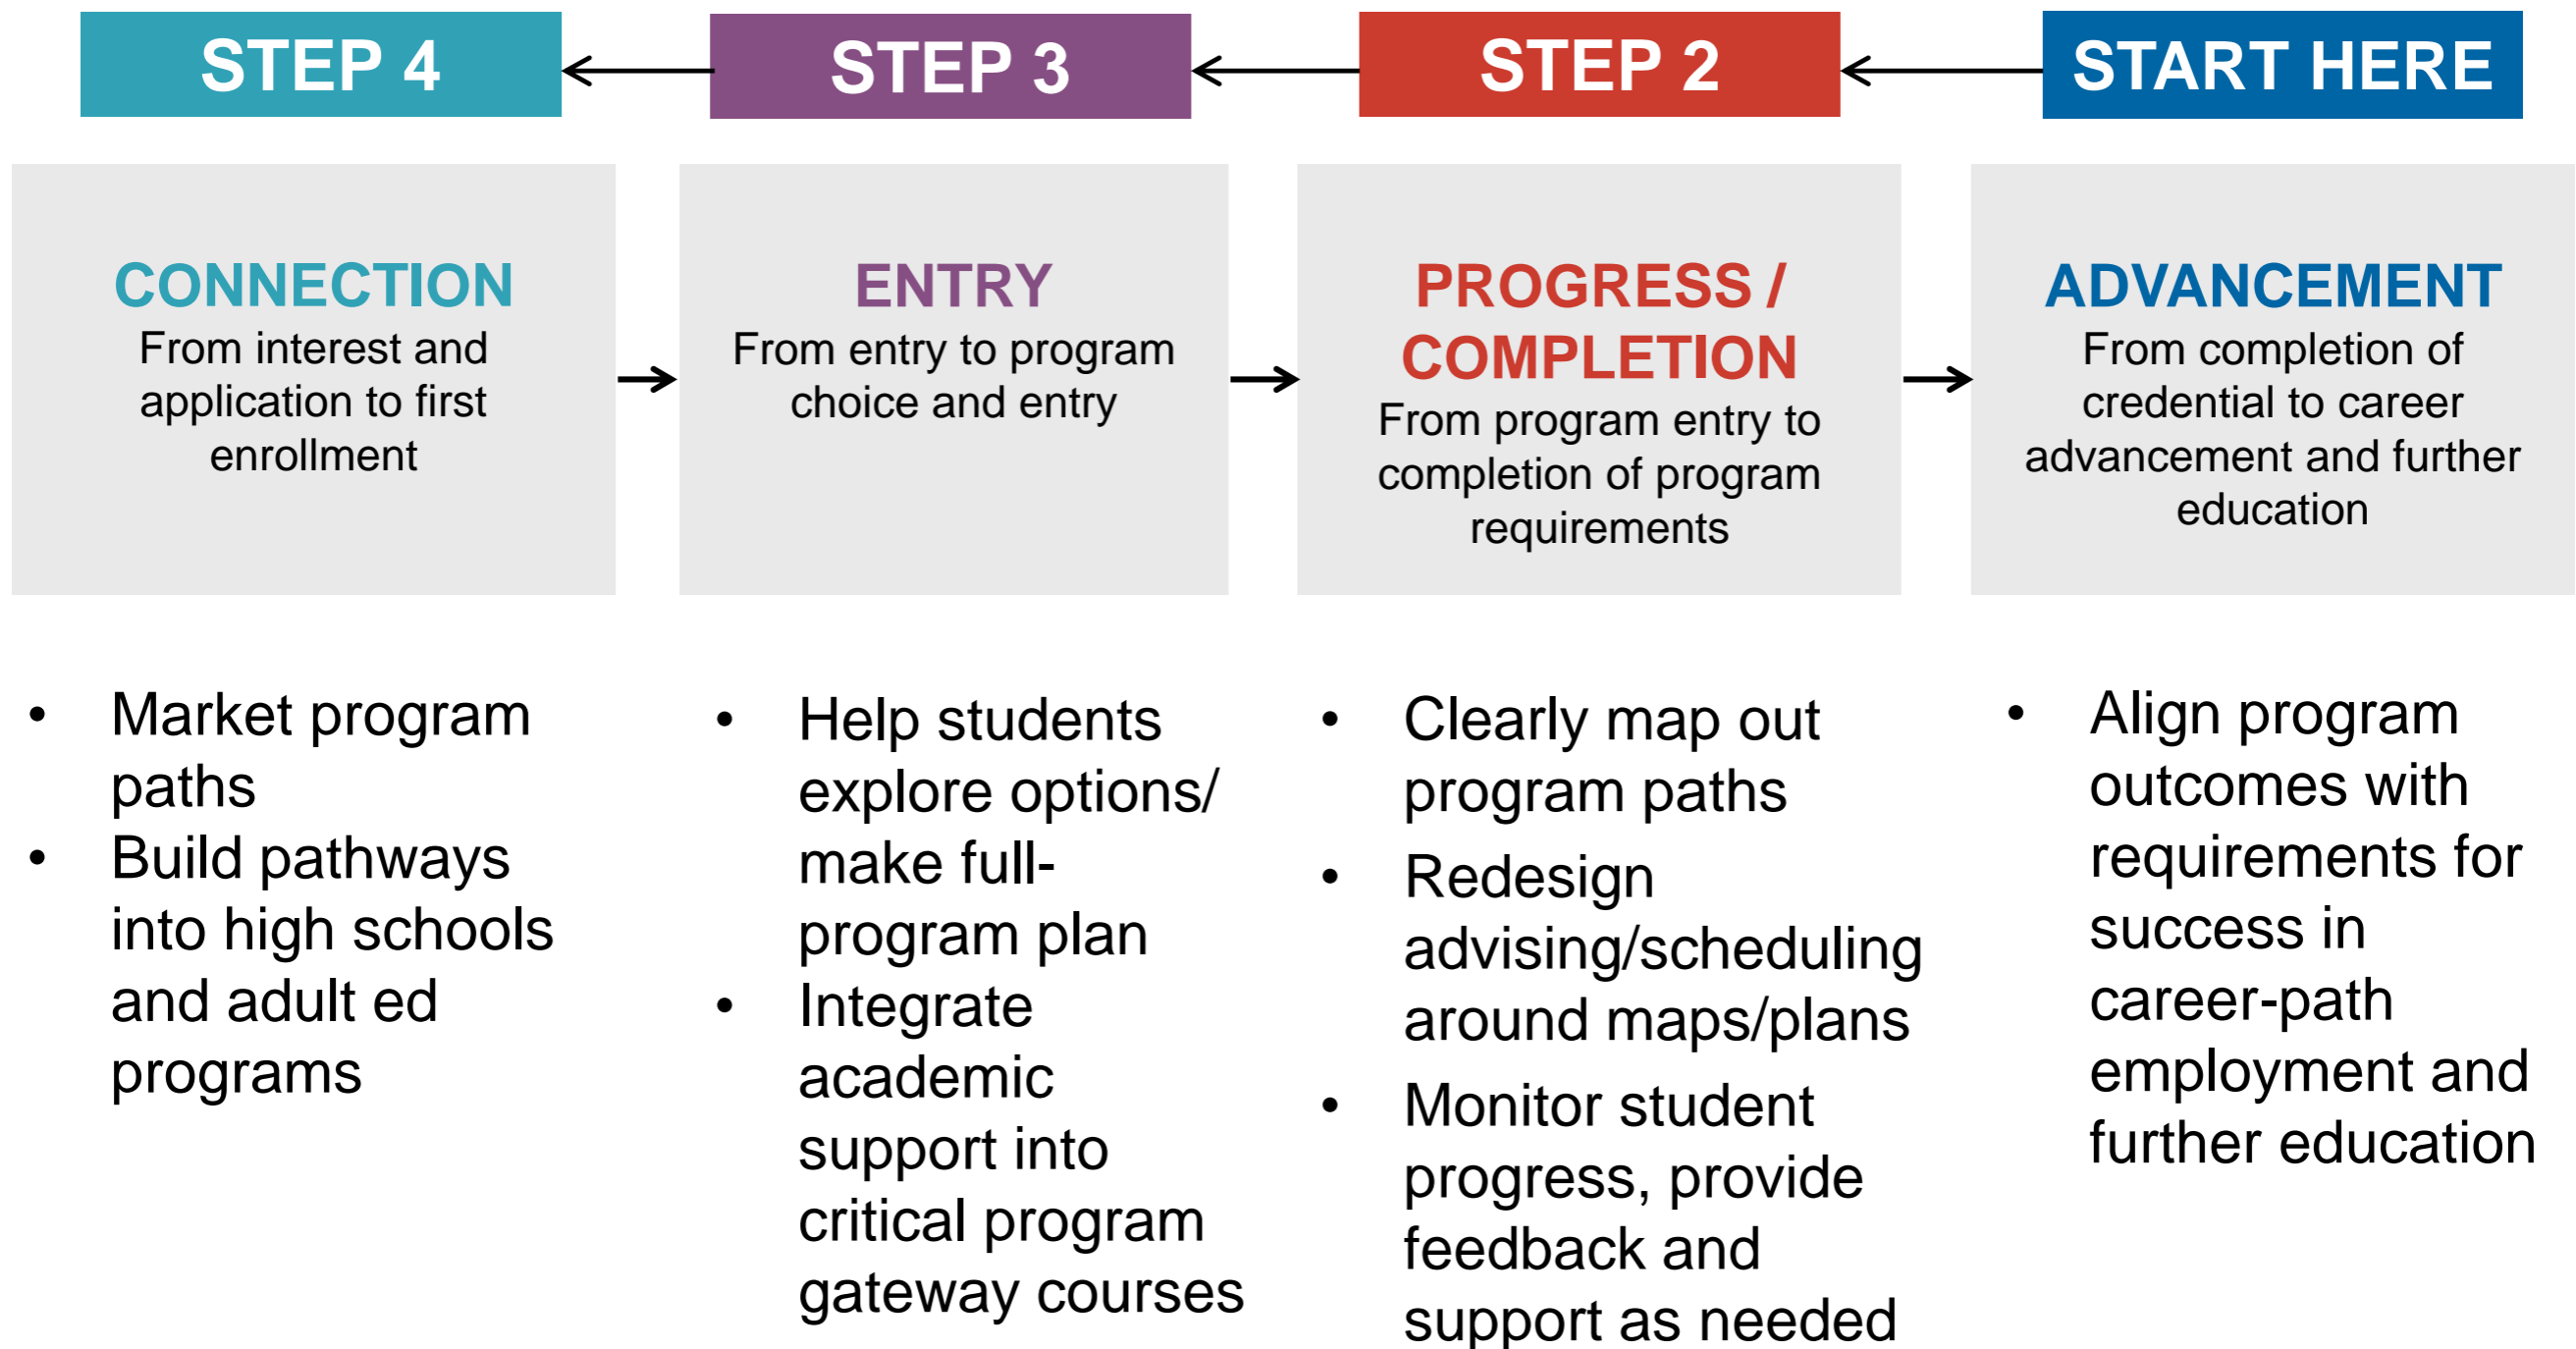 STEP 4
STEP 3
STEP 2
START HERE
CONNECTION
From interest and
application to first
enrollment
ENTRY
From entry to program
choice and entry
PROGRESS /
COMPLETION
From program entry to
completion of program
requirements
ADVANCEMENT
From completion of
credential to career
advancement and further
education
• Market program
paths
• Build pathways
into high schools
and adult ed
programs
• Help students
explore options/
make full-
program plan
• Integrate
academic
support into
critical program
gateway courses
• Clearly map out
program paths
• Redesign
advising/scheduling
around maps/plans
• Monitor student
progress, provide
feedback and
support as needed
• Align program
outcomes with
requirements for
success in
career-path
employment and
further education